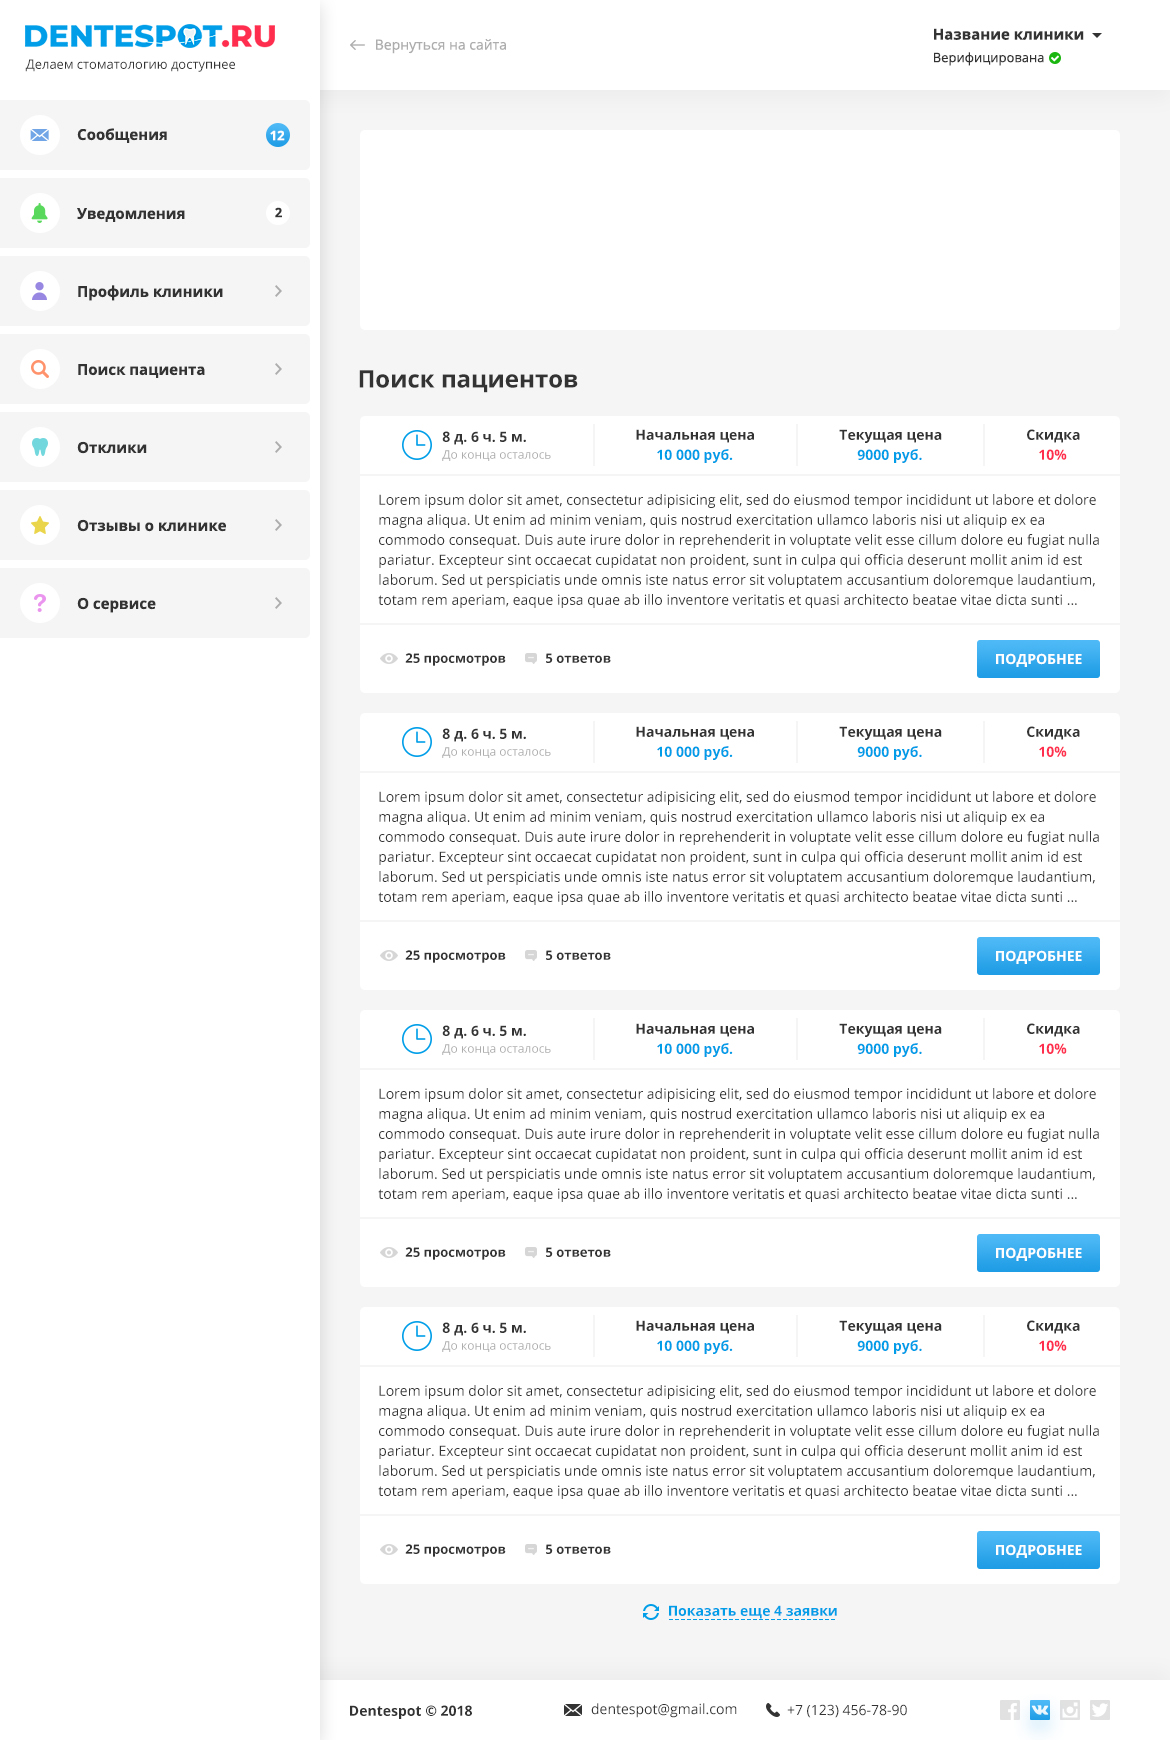 DENTESPOT.RU
Делаем стоматологию доступнее
Сообщения
12
Уведомления
2
Профиль клиники
Поиск пациента
Отклики
Отзывы о клинике
О сервисе
Вернуться на сайта
Название клиники
Верифицирована
Поиск пациентов
8 д. 6 ч. 5 м.
До конца осталось
Начальная цена
10 000 руб.
Текущая цена
9000 руб.
Скидка
10%
Lorem ipsum dolor sit amet, consectetur adipisicing elit, sed do eiusmod tempor incididunt ut labore et dolore
magna aliqua. Ut enim ad minim veniam, quis nostrud exercitation ullamco laboris nisi ut aliquip ex ea
commodo consequat. Duis aute irure dolor in reprehenderit in voluptate velit esse cillum dolore eu fugiat nulla
pariatur. Excepteur sint occaecat cupidatat non proident, sunt in culpa qui officia deserunt mollit anim id est
laborum. Sed ut perspiciatis unde omnis iste natus error sit voluptatem accusantium doloremque laudantium,
totam rem aperiam, eaque ipsa quae ab illo inventore veritatis et quasi architecto beatae vitae dicta sunti ...
25 просмотров
5 ответов
ПОДРОБНЕЕ
8 д. 6 ч. 5 м.
До конца осталось
Начальная цена
10 000 руб.
Текущая цена
9000 руб.
Скидка
10%
Lorem ipsum dolor sit amet, consectetur adipisicing elit, sed do eiusmod tempor incididunt ut labore et dolore
magna aliqua. Ut enim ad minim veniam, quis nostrud exercitation ullamco laboris nisi ut aliquip ex ea
commodo consequat. Duis aute irure dolor in reprehenderit in voluptate velit esse cillum dolore eu fugiat nulla
pariatur. Excepteur sint occaecat cupidatat non proident, sunt in culpa qui officia deserunt mollit anim id est
laborum. Sed ut perspiciatis unde omnis iste natus error sit voluptatem accusantium doloremque laudantium,
totam rem aperiam, eaque ipsa quae ab illo inventore veritatis et quasi architecto beatae vitae dicta sunti ...
25 просмотров
5 ответов
ПОДРОБНЕЕ
8 д. 6 ч. 5 м.
До конца осталось
Начальная цена
10 000 руб.
Текущая цена
9000 руб.
Скидка
10%
Lorem ipsum dolor sit amet, consectetur adipisicing elit, sed do eiusmod tempor incididunt ut labore et dolore
magna aliqua. Ut enim ad minim veniam, quis nostrud exercitation ullamco laboris nisi ut aliquip ex ea
commodo consequat. Duis aute irure dolor in reprehenderit in voluptate velit esse cillum dolore eu fugiat nulla
pariatur. Excepteur sint occaecat cupidatat non proident, sunt in culpa qui officia deserunt mollit anim id est
laborum. Sed ut perspiciatis unde omnis iste natus error sit voluptatem accusantium doloremque laudantium,
totam rem aperiam, eaque ipsa quae ab illo inventore veritatis et quasi architecto beatae vitae dicta sunti ...
25 просмотров
5 ответов
ПОДРОБНЕЕ
8 д. 6 ч. 5 м.
До конца осталось
Начальная цена
10 000 руб.
Текущая цена
9000 руб.
Скидка
10%
Lorem ipsum dolor sit amet, consectetur adipisicing elit, sed do eiusmod tempor incididunt ut labore et dolore
magna aliqua. Ut enim ad minim veniam, quis nostrud exercitation ullamco laboris nisi ut aliquip ex ea
commodo consequat. Duis aute irure dolor in reprehenderit in voluptate velit esse cillum dolore eu fugiat nulla
pariatur. Excepteur sint occaecat cupidatat non proident, sunt in culpa qui officia deserunt mollit anim id est
laborum. Sed ut perspiciatis unde omnis iste natus error sit voluptatem accusantium doloremque laudantium,
totam rem aperiam, eaque ipsa quae ab illo inventore veritatis et quasi architecto beatae vitae dicta sunti ...
25 просмотров
5 ответов
ПОДРОБНЕЕ
Показать еще 4 заявки
Dentespot © 2018
dentespot@gmail.com
+7 (123) 456-78-90